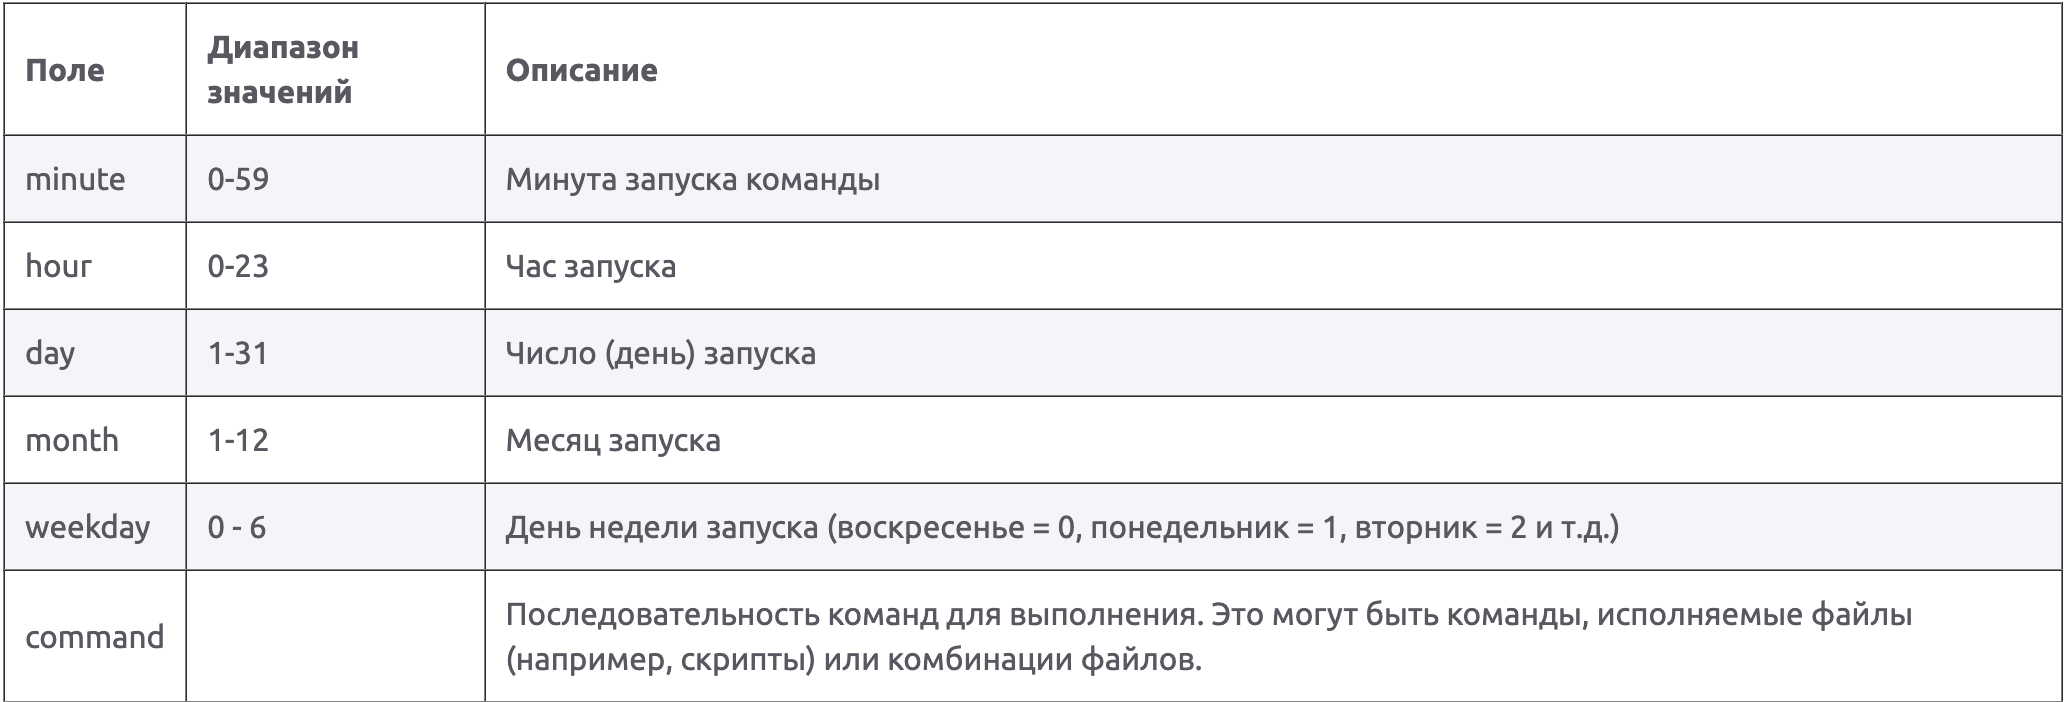 Поле
Диапазон
значений
Описание
minute
0-59
Минута запуска команды
hour
0-23
Час запуска
day
1-31
Число (день) запуска
month
1-12
Месяц запуска
weekday
0 - 6
День недели запуска (воскресенье = 0, понедельник = 1, вторник = 2 и т.д.)
command
Последовательность команд для выполнения. Это могут быть команды, исполняемые файлы
(например, скрипты) или комбинации файлов.